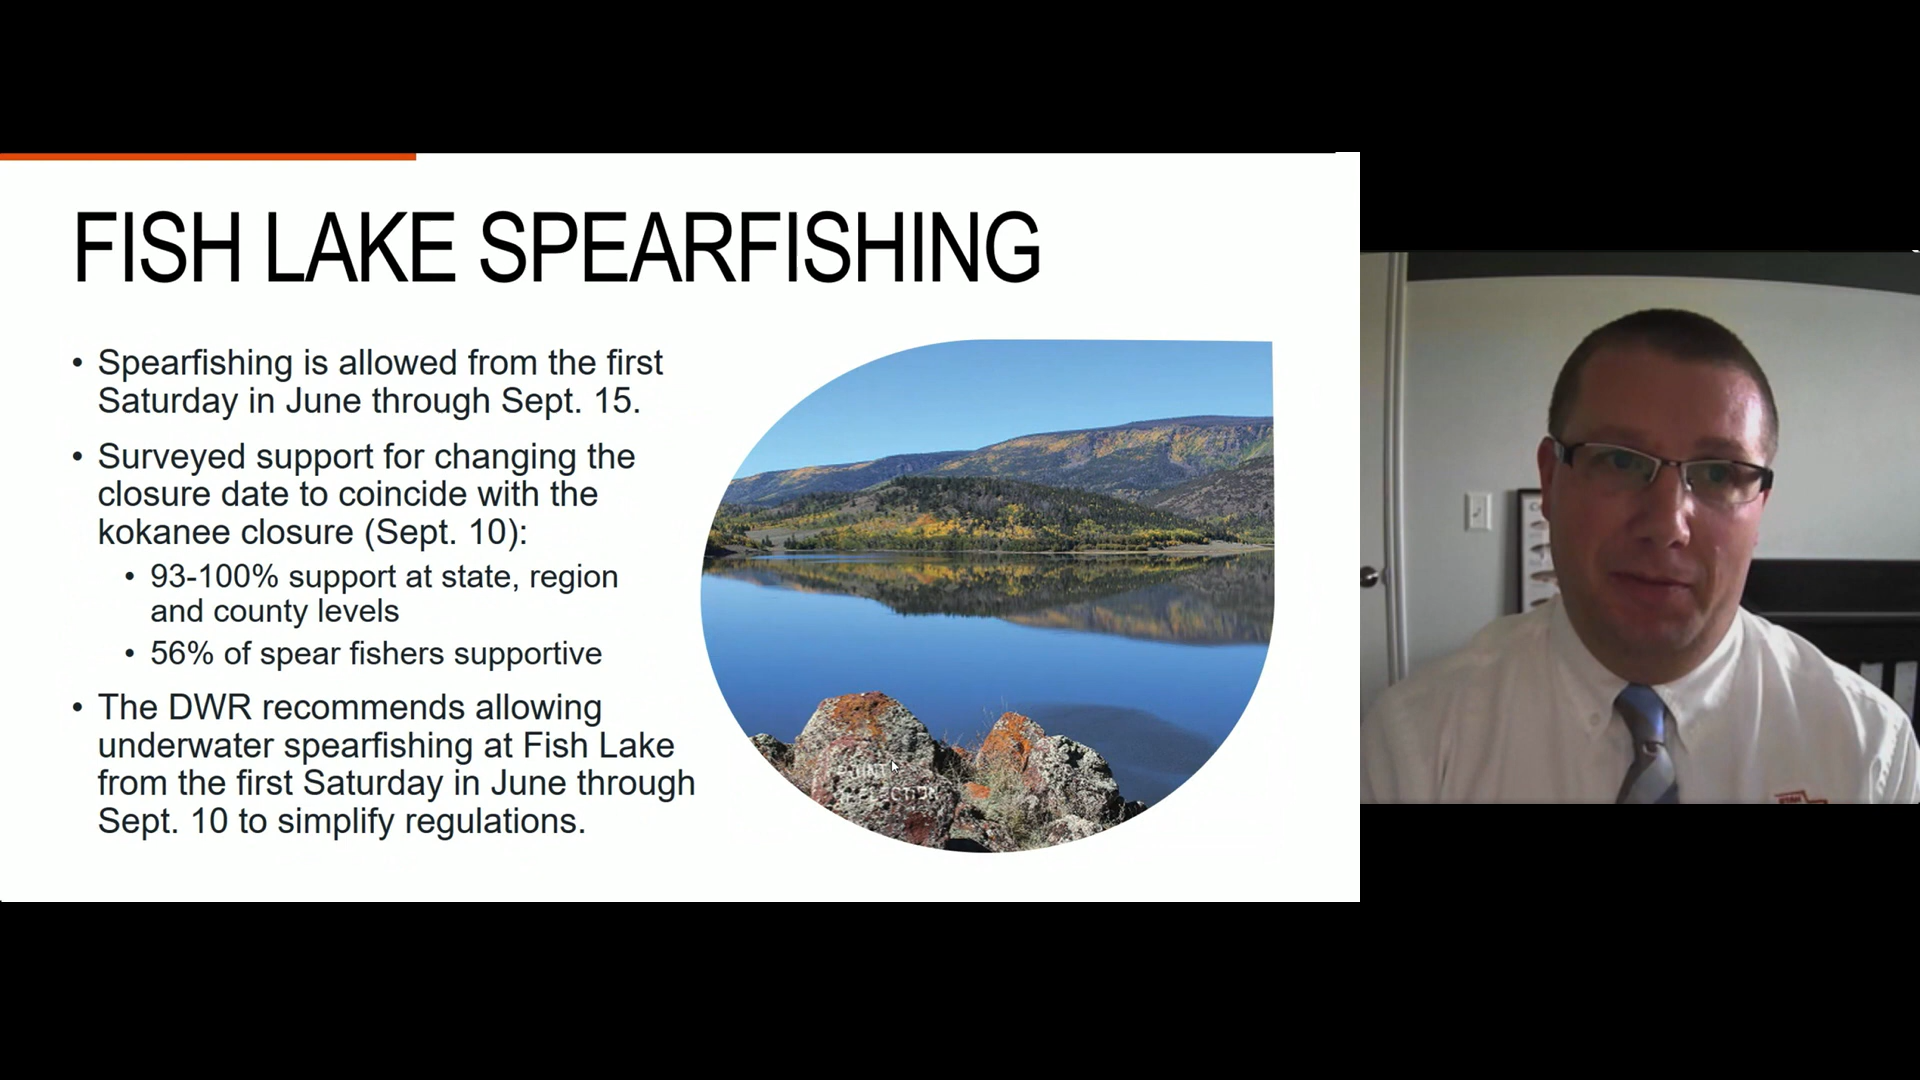 FISH LAKE SPEARFISHING
• Spearfishing is allowed from the first
Saturday in June through Sept. 15.
• Surveyed support for changing the
closure date to coincide with the
kokanee closure (Sept. 10):
• 93-100% support at state, region
and county levels
• 56% of spear fishers supportive
• The DWR recommends allowing
underwater spearfishing at Fish Lake
from the first Saturday in June through
Sept. 10 to simplify regulations.